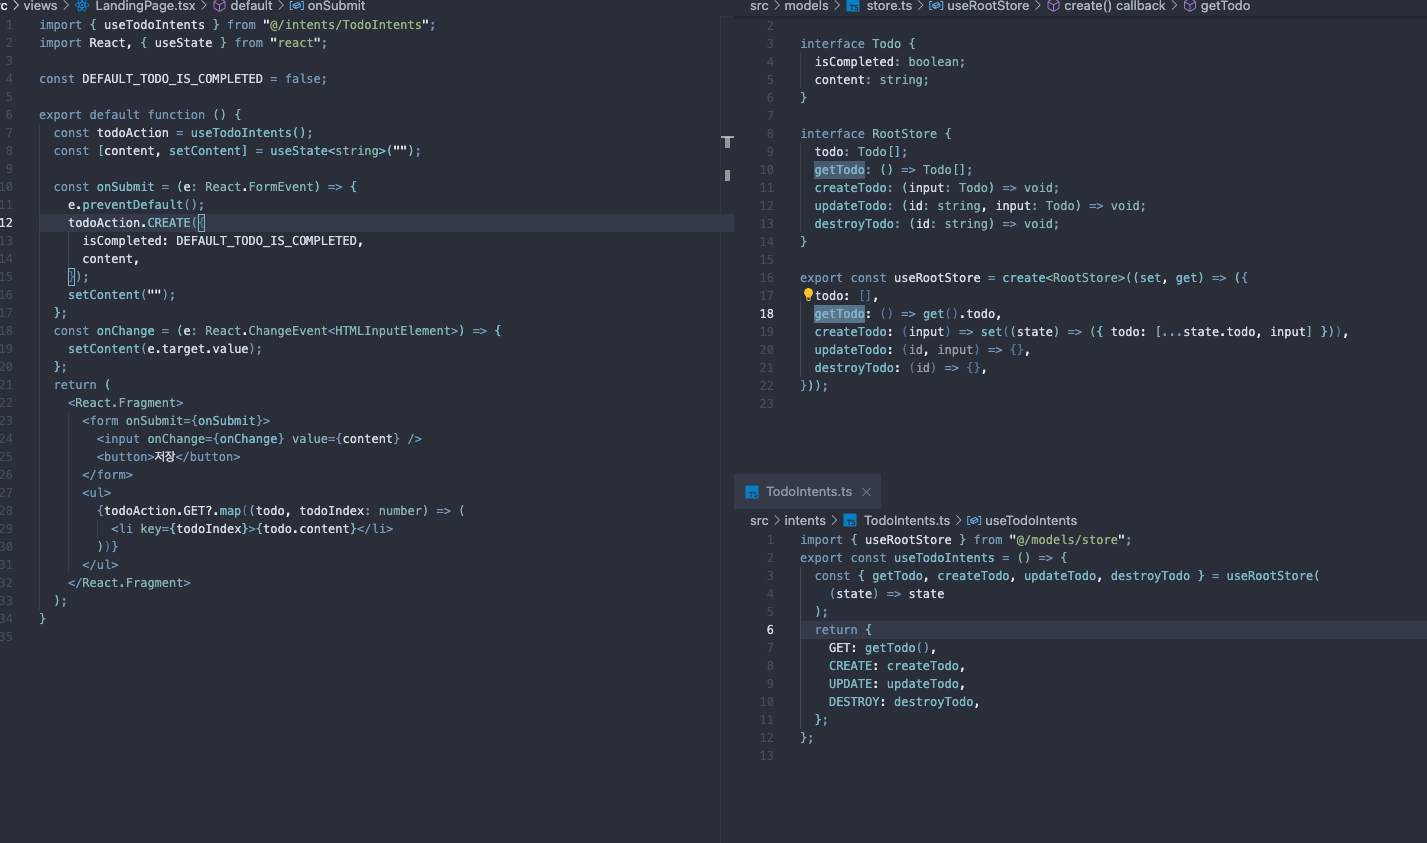 rc > views > LandingPage.tsx > default > onSubmit
1 import { useTodoIntents } from "@/intents/TodoIntents";
2 import React, { useState } from "react";
3
4 const DEFAULT_TODO_IS_COMPLETED = false;
5
6 export default function () {
7 const todoAction = useTodoIntents();
8 const [content, setContent] = useState<string>("");
9
10 const onSubmit = (e: React.FormEvent) => {
11 e.preventDefault();
12 todoAction.CREATE({
13 isCompleted: DEFAULT_TODO_IS_COMPLETED,
14 content,
15 });
16 setContent("");
17 };
18 const onChange = (e: React.ChangeEvent<HTMLInputElement>) => {
19 setContent(e.target.value);
20 };
21 return (
22 <React.Fragment>
23 <form onSubmit={onSubmit}>
24 <input onChange={onChange} value={content} />
25 <button>저장</button>
26 </form>
27 <ul>
28 {todoAction.GET?.map((todo, todoIndex: number) => (
29 <li key={todoIndex}>{todo.content}</li>
30 ))}
31 </ul>
32 </React.Fragment>
33 );
34 }
35
src > models > TS store.ts > useRootStore > create() callback > getTodo
2
3 interface Todo {
4 isCompleted: boolean;
5 content: string;
6 }
7
8 interface RootStore {
9 todo: Todo[];
10 getTodo: () => Todo[];
11 createTodo: (input: Todo) => void;
12 updateTodo: (id: string, input: Todo) => void;
13 destroyTodo: (id: string) => void;
14 }
15
16 export const useRootStore = create<RootStore>((set, get) => ({
17 todo: [],
18 getTodo: () => get().todo,
19 createTodo: (input) => set((state) => ({ todo: [...state.todo, input] })),
20 updateTodo: (id, input) => {},
21 destroyTodo: (id) => {},
22 }));
23
TS TodoIntents.ts ×
src > intents > TS TodoIntents.ts > useTodoIntents
1 import { useRootStore } from "@/models/store";
2 export const useTodoIntents = () => {
3 const { getTodo, createTodo, updateTodo, destroyTodo } = useRootStore(
4 (state) => state
5 );
6 return {
7 GET: getTodo(),
8 CREATE: createTodo,
9 UPDATE: updateTodo,
10 DESTROY: destroyTodo,
11 };
12 };
13